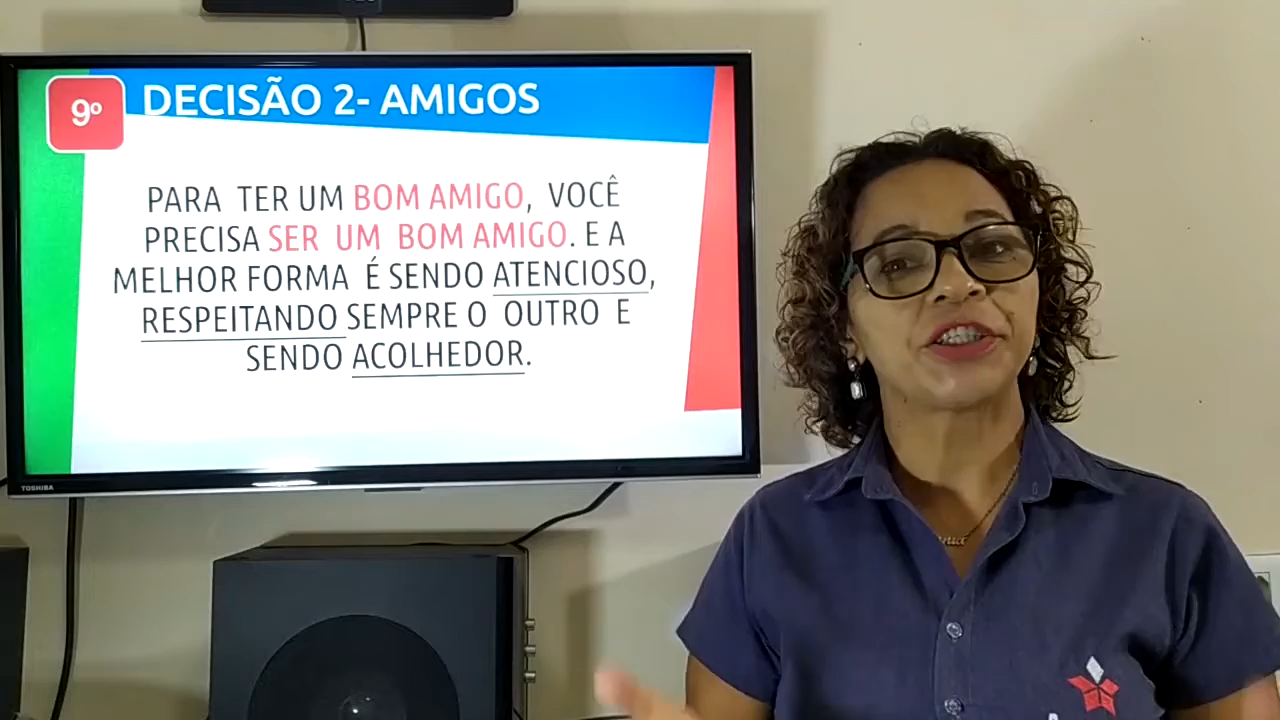 9º
DECISÃO 2- AMIGOS
PARA TER UM BOM AMIGO, VOCÊ
PRECISA SER UM BOM AMIGO. E A
MELHOR FORMA É SENDO ATENCIOSO,
RESPEITANDO SEMPRE O OUTRO E
SENDO ACOLHEDOR.
TOSHIBA